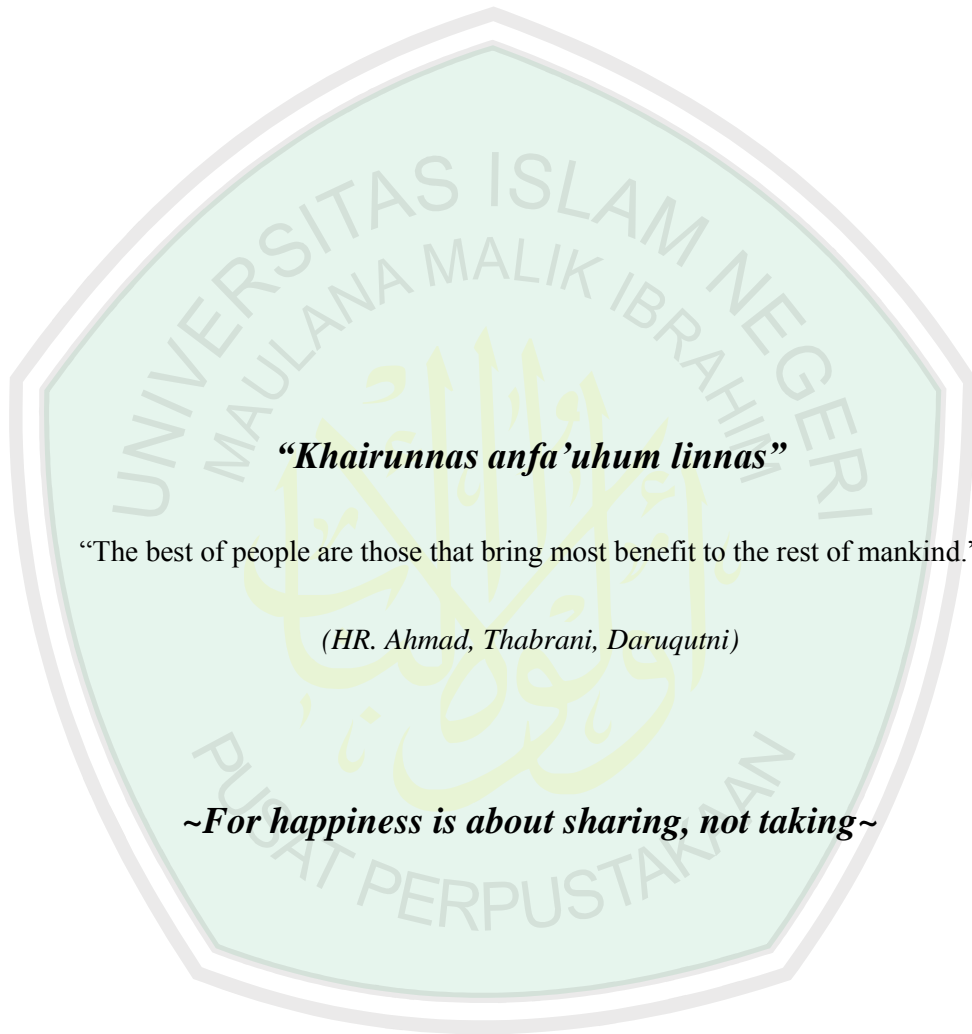 UNIVERSITAS ISLAM NEGERI
MAULANA MALIK IBRAHIM
“Khairunnas anfa’uhum linnas”
“The best of people are those that bring most benefit to the rest of mankind.”
(HR. Ahmad, Thabrani, Daruqutni)
~For happiness is about sharing, not taking~
PUSAT PERPUSTAKAAN